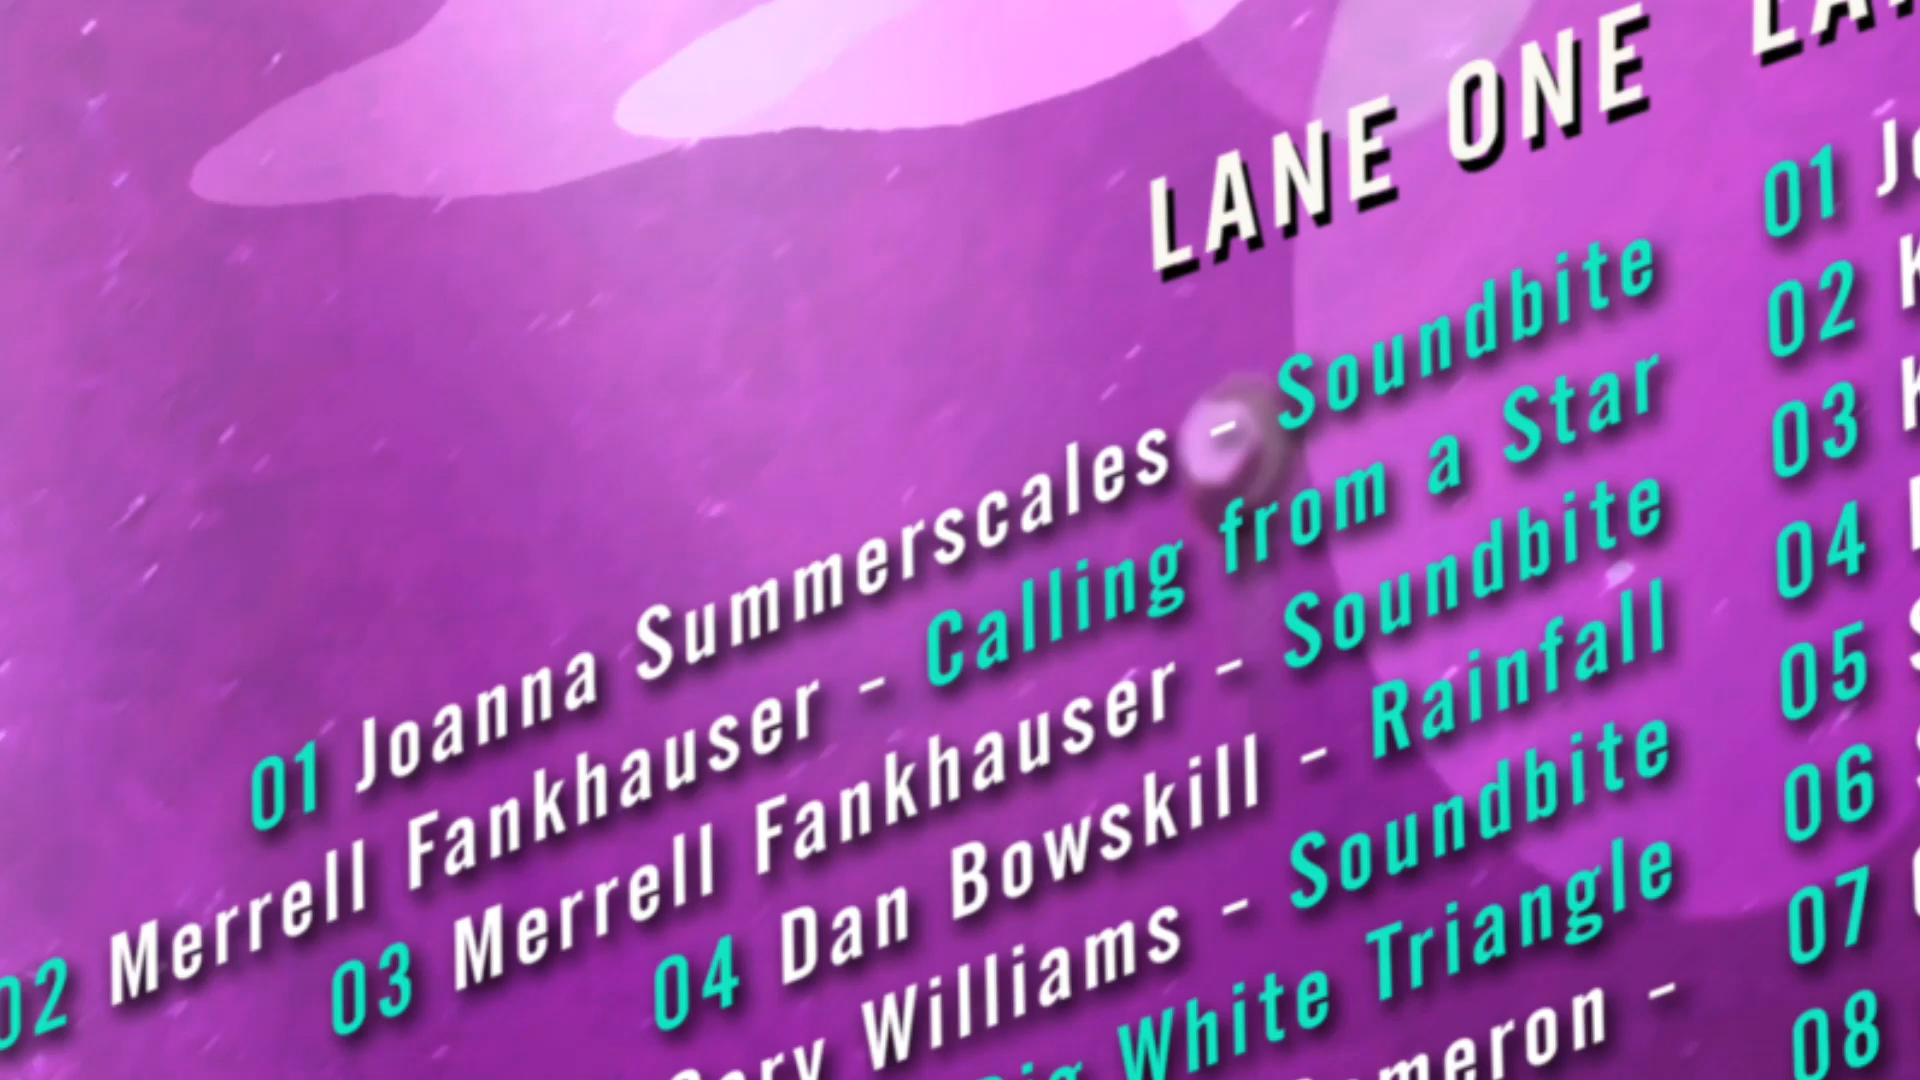 LANE ONE
01 Joanna Summerscales - Soundbite
02 Merrell Fankhauser - Calling from a Star
03 Merrell Fankhauser - Soundbite
04 Dan Bowskill - Rainfall
Williams - Soundbite
White Triangle
-
01
02
03
04
05
06
07
08